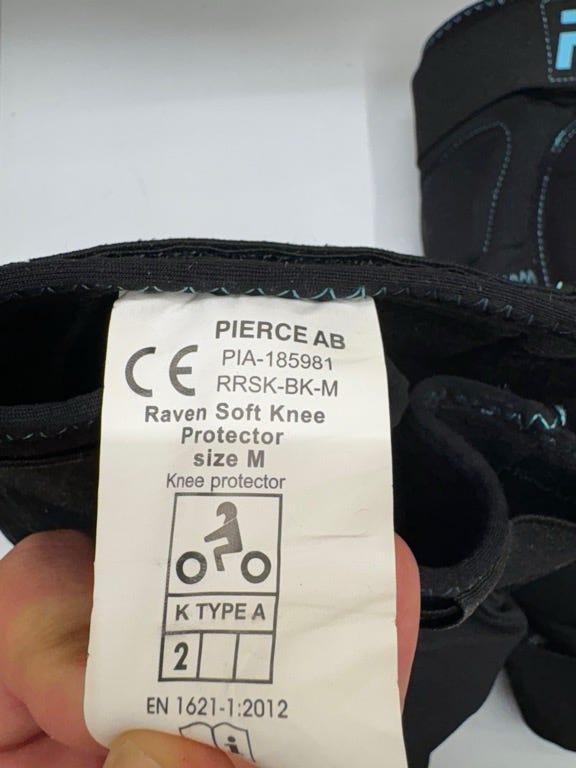 PIERCE AB
CE
PIA-185981
RRSK-BK-M
Raven Soft Knee
Protector
size M
Knee protector
K TYPE A
2
EN 1621-1:2012
i